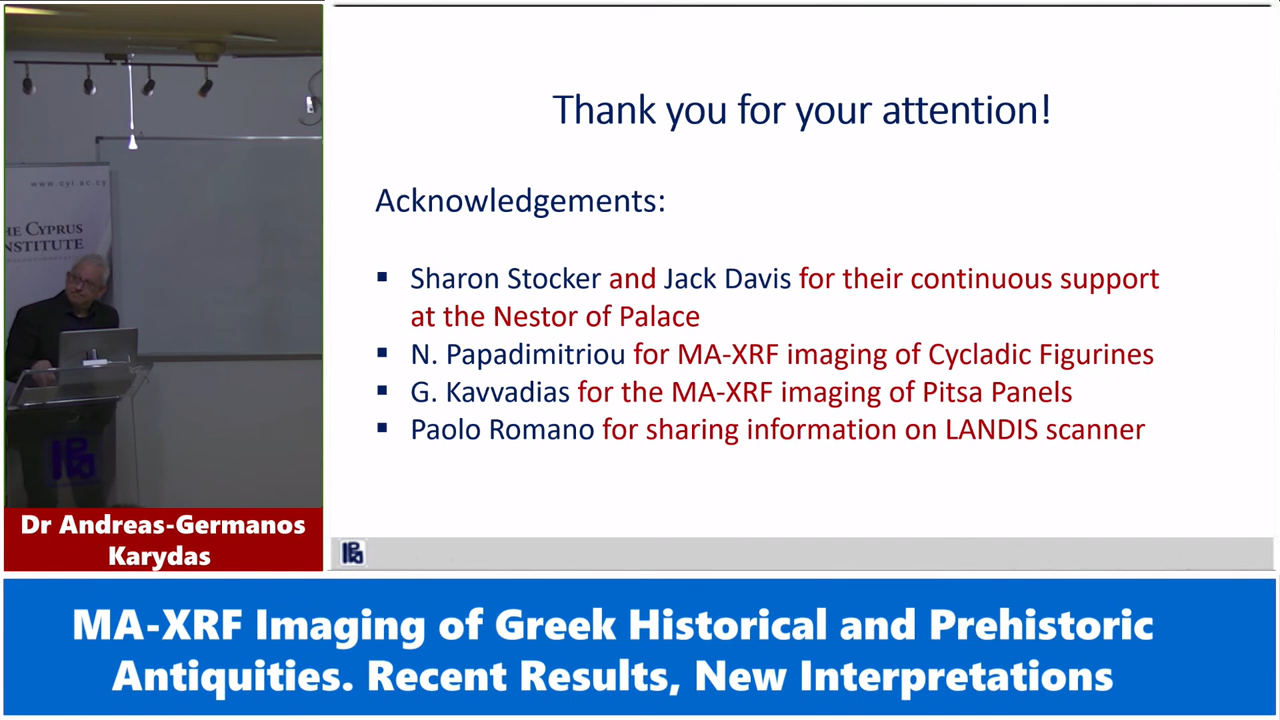 www.cyi.ac.cy
THE CYPRUS
INSTITUTE
Thank you for your attention!
Acknowledgements:
▪ Sharon Stocker and Jack Davis for their continuous support
at the Nestor of Palace
▪ N. Papadimitriou for MA-XRF imaging of Cycladic Figurines
▪ G. Kavvadias for the MA-XRF imaging of Pitsa Panels
▪ Paolo Romano for sharing information on LANDIS scanner
Dr Andreas-Germanos
Karydas
MA-XRF Imaging of Greek Historical and Prehistoric
Antiquities. Recent Results, New Interpretations